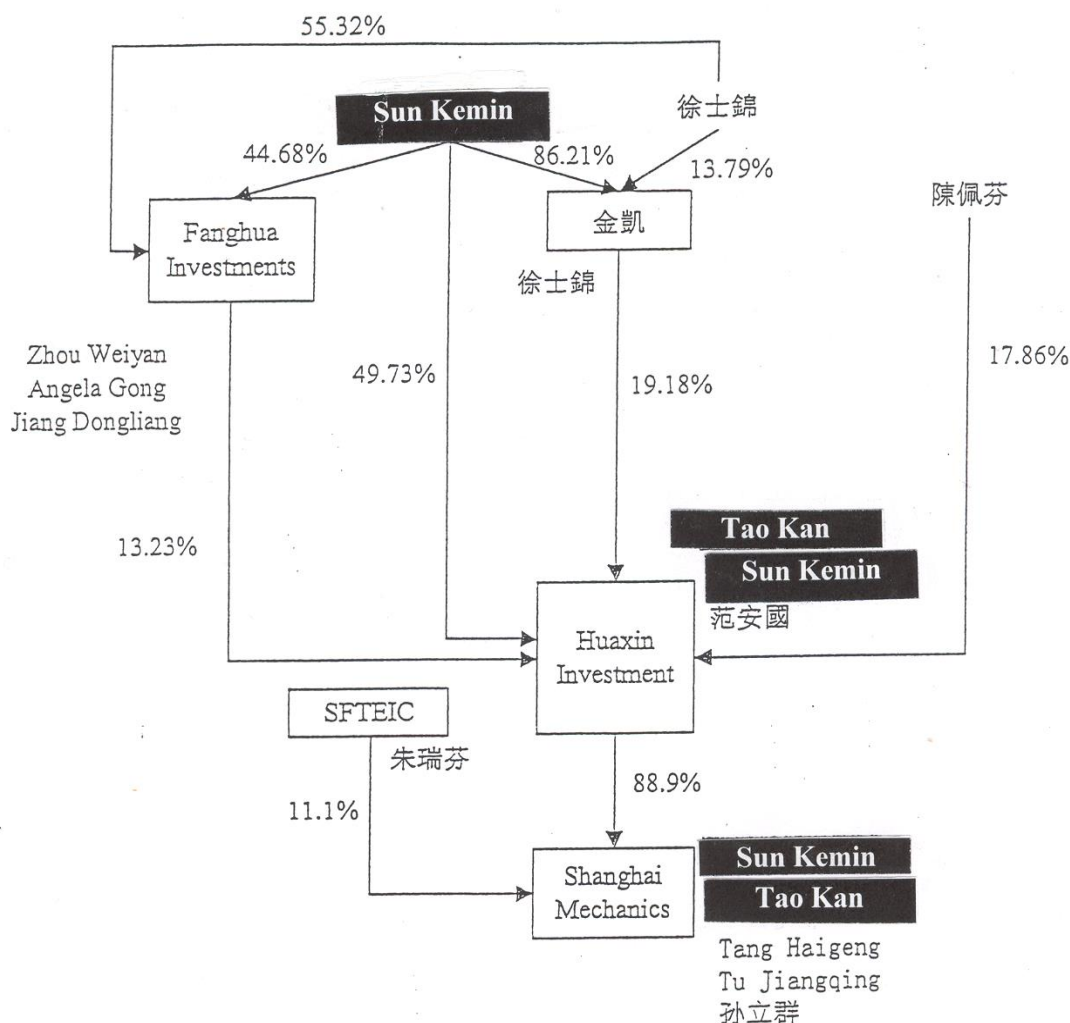 55.32%
Sun Kemin
徐士錦
44.68%
86.21%
13.79%
陳佩芬
Fanghua
Investments
金凱
徐士錦
Zhou Weiyan
Angela Gong
Jiang Dongliang
49.73%
19.18%
17.86%
13.23%
Tao Kan
Sun Kemin
范安國
Huaxin
Investment
SFTEIC
朱瑞芬
11.1%
88.9%
Shanghai
Mechanics
Sun Kemin
Tao Kan
Tang Haigeng
Tu Jiangqing
孙立群